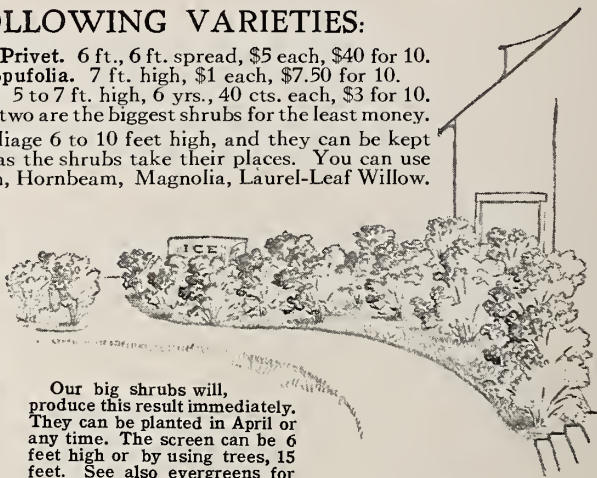 LLOWING VARIETIES:
Privet. 6 ft., 6 ft. spread, $5 each, $40 for 10.
pufolia. 7 ft. high, $1 each, $7.50 for 10.
5 to 7 ft. high, 6 yrs., 40 cts. each, $3 for 10.
two are the biggest shrubs for the least money.
liage 6 to 10 feet high, and they can be kept
as the shrubs take their places. You can use
n, Hornbeam, Magnolia, Laurel-Leaf Willow.
ICE
Our big shrubs will,
produce this result immediately.
They can be planted in April or
any time. The screen can be 6
feet high or by using trees, 15
feet. See also evergreens for